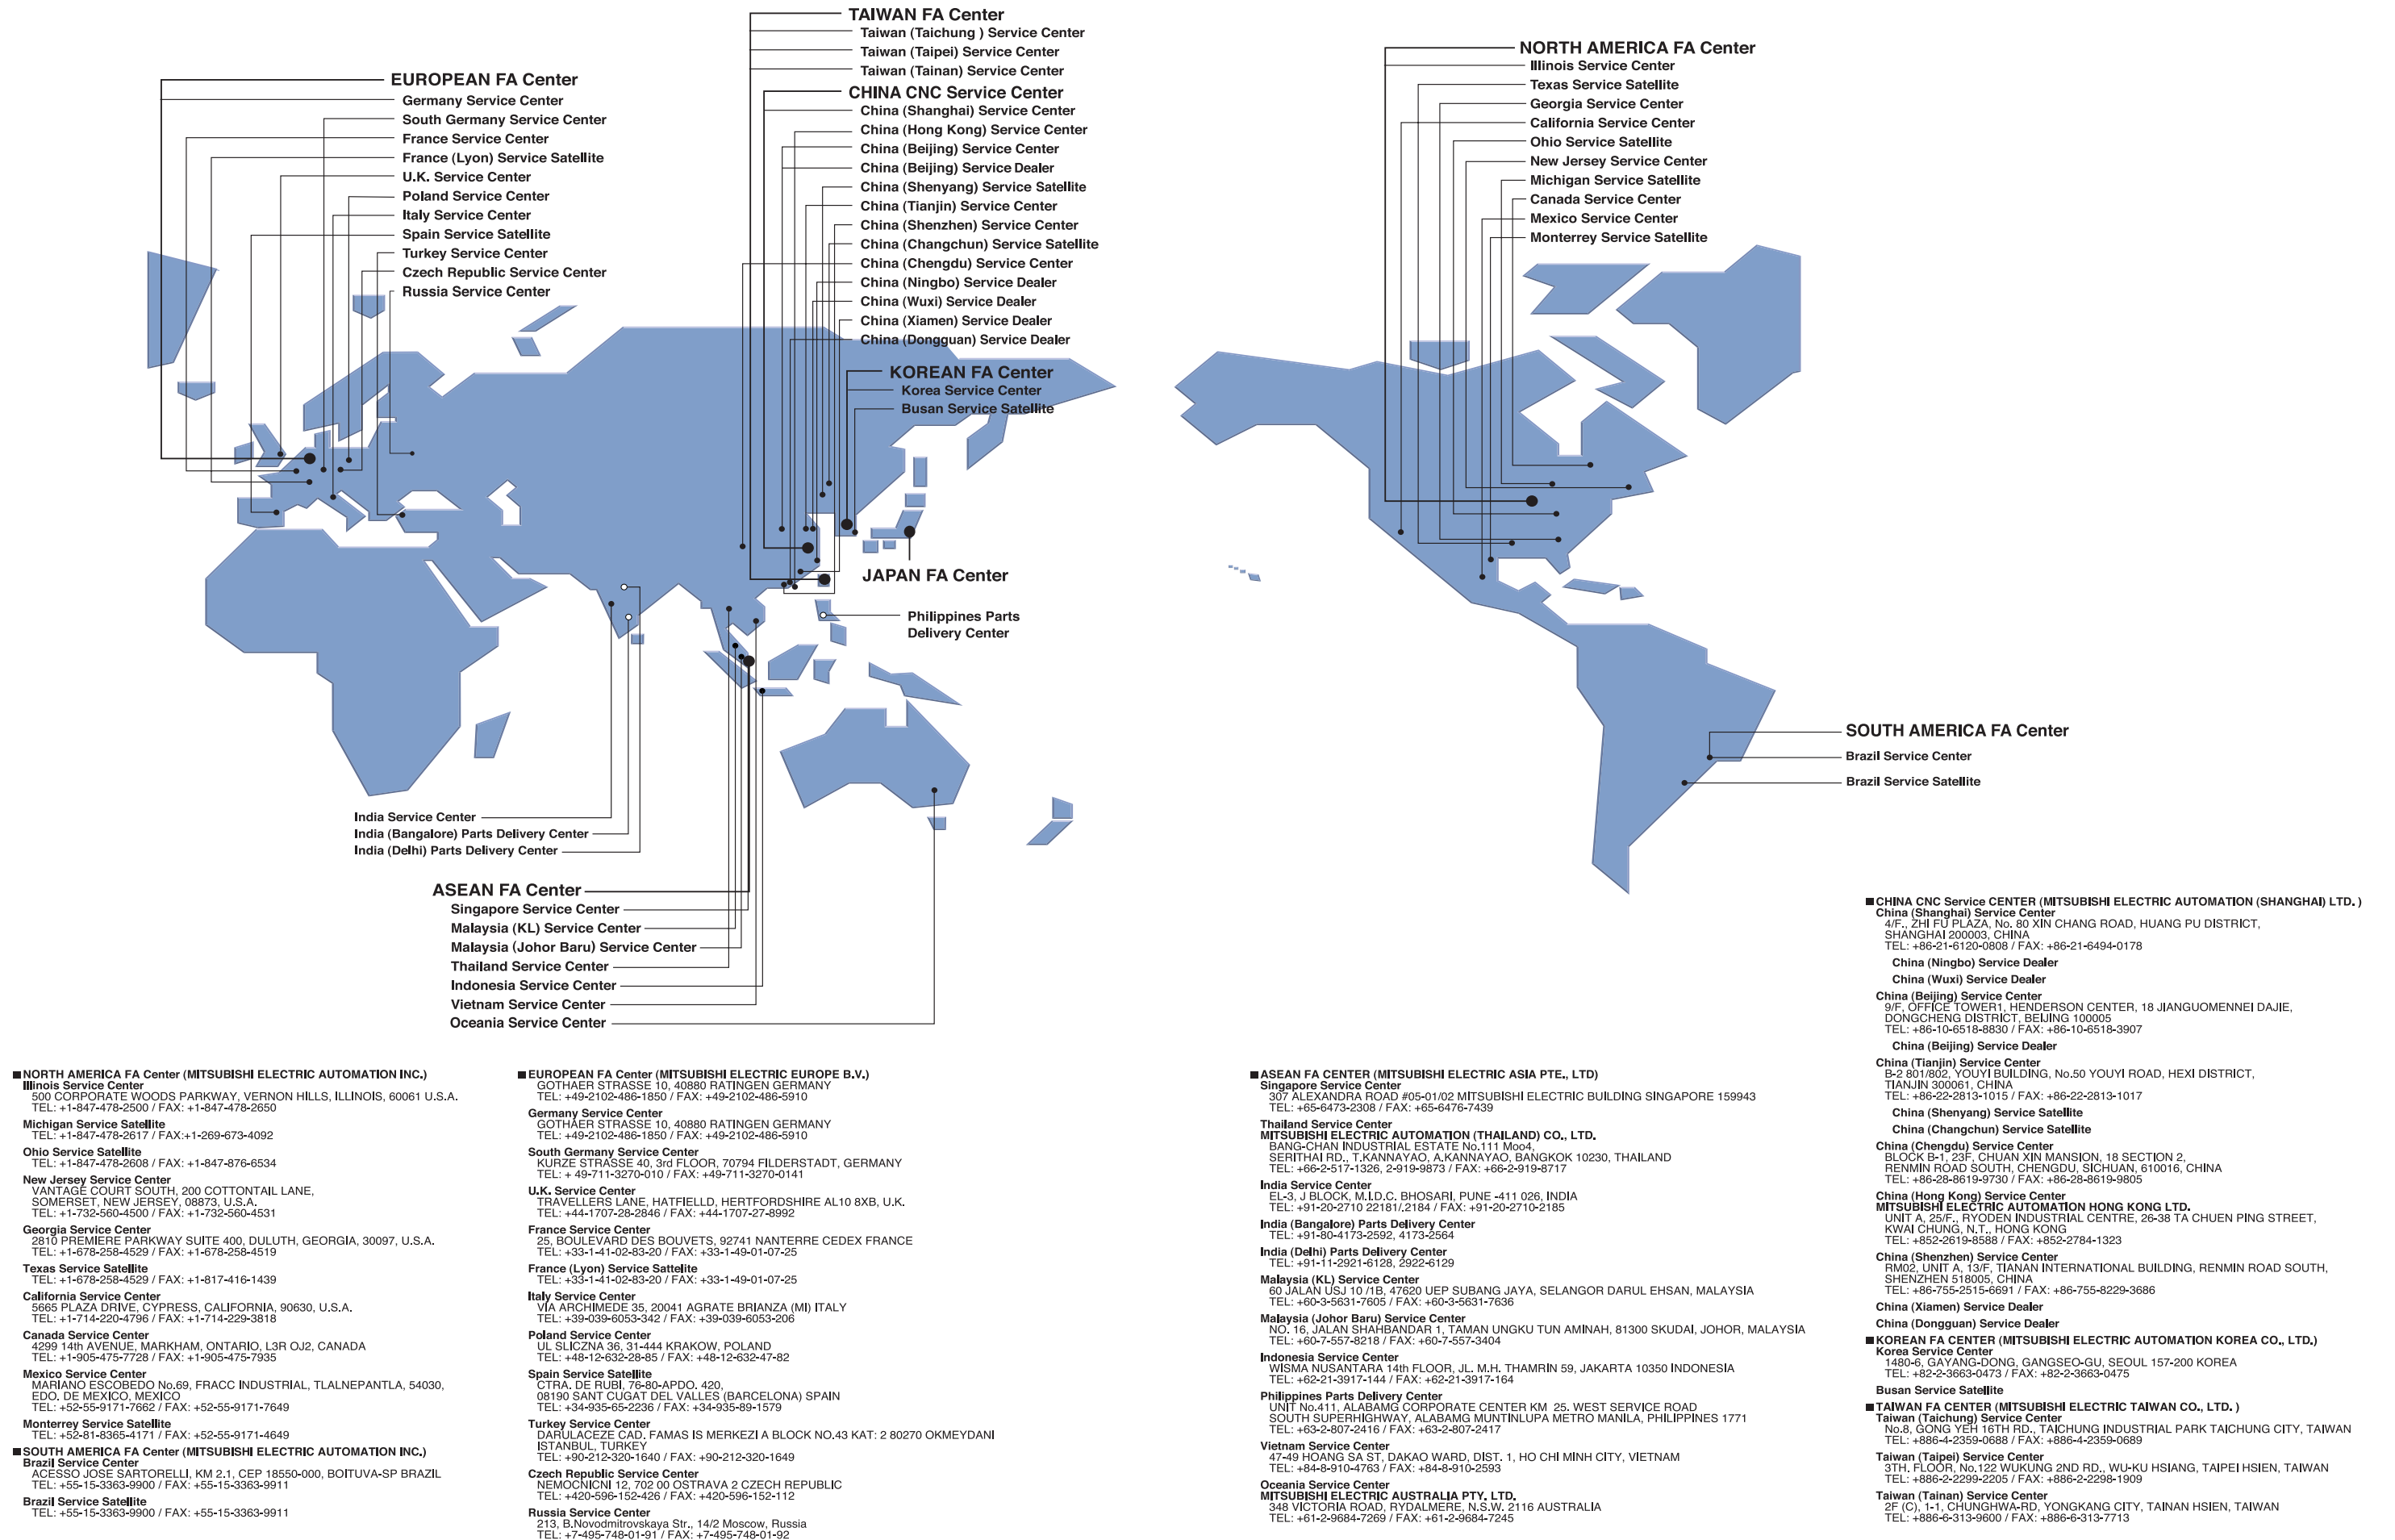 TAIWAN FA Center
Taiwan (Taichung ) Service Center
Taiwan (Taipei) Service Center
Taiwan (Tainan) Service Center
CHINA CNC Service Center
China (Shanghai) Service Center
China (Hong Kong) Service Center
China (Beijing) Service Center
China (Beijing) Service Dealer
China (Shenyang) Service Satellite
China (Tianjin) Service Center
China (Shenzhen) Service Center
China (Changchun) Service Satellite
China (Chengdu) Service Center
China (Ningbo) Service Dealer
China (Wuxi) Service Dealer
China (Xiamen) Service Dealer
China (Dongguan) Service Dealer
KOREAN FA Center
Korea Service Center
Busan Service Satellite
EUROPEAN FA Center
Germany Service Center
South Germany Service Center
France Service Center
France (Lyon) Service Satellite
U.K. Service Center
Poland Service Center
Italy Service Center
Spain Service Satellite
Turkey Service Center
Czech Republic Service Center
Russia Service Center
NORTH AMERICA FA Center
Illinois Service Center
Texas Service Satellite
Georgia Service Center
California Service Center
Ohio Service Satellite
New Jersey Service Center
Michigan Service Satellite
Canada Service Center
Mexico Service Center
Monterrey Service Satellite
JAPAN FA Center
Philippines Parts
Delivery Center
SOUTH AMERICA FA Center
Brazil Service Center
Brazil Service Satellite
India Service Center
India (Bangalore) Parts Delivery Center
India (Delhi) Parts Delivery Center
ASEAN FA Center
Singapore Service Center
Malaysia (KL) Service Center
Malaysia (Johor Baru) Service Center
Thailand Service Center
Indonesia Service Center
Vietnam Service Center
Oceania Service Center
■NORTH AMERICA FA Center (MITSUBISHI ELECTRIC AUTOMATION INC.)
Illinois Service Center
500 CORPORATE WOODS PARKWAY, VERNON HILLS, ILLINOIS, 60061 U.S.A.
TEL: +1-847-478-2500 / FAX: +1-847-478-2650
Michigan Service Satellite
TEL: +1-847-478-2617 / FAX:+1-269-673-4092
Ohio Service Satellite
TEL: +1-847-478-2608 / FAX: +1-847-876-6534
New Jersey Service Center
VANTAGE COURT SOUTH, 200 COTTONTAIL LANE,
SOMERSET, NEW JERSEY, 08873, U.S.A.
TEL: +1-732-560-4500 / FAX: +1-732-560-4531
Georgia Service Center
2810 PREMIERE PARKWAY SUITE 400, DULUTH, GEORGIA, 30097, U.S.A.
TEL: +1-678-258-4529 / FAX: +1-678-258-4519
Texas Service Satellite
TEL: +1-678-258-4529 / FAX: +1-817-416-1439
California Service Center
5665 PLAZA DRIVE, CYPRESS, CALIFORNIA, 90630, U.S.A.
TEL: +1-714-220-4796 / FAX: +1-714-229-3818
Canada Service Center
4299 14th AVENUE, MARKHAM, ONTARIO, L3R OJ2, CANADA
TEL: +1-905-475-7728 / FAX: +1-905-475-7935
Mexico Service Center
MARIANO ESCOBEDO No.69, FRACC INDUSTRIAL, TLALNEPANTLA, 54030,
EDO. DE MEXICO, MEXICO
TEL: +52-55-9171-7662 / FAX: +52-55-9171-7649
Monterrey Service Satellite
TEL: +52-81-8365-4171 / FAX: +52-55-9171-4649
■SOUTH AMERICA FA Center (MITSUBISHI ELECTRIC AUTOMATION INC.)
Brazil Service Center
ACESSO JOSE SARTORELLI, KM 2.1, CEP 18550-000, BOITUVA-SP BRAZIL
TEL: +55-15-3363-9900 / FAX: +55-15-3363-9911
Brazil Service Satellite
TEL: +55-15-3363-9900 / FAX: +55-15-3363-9911
■EUROPEAN FA Center (MITSUBISHI ELECTRIC EUROPE B.V.)
GOTHAER STRASSE 10, 40880 RATINGEN GERMANY
TEL: +49-2102-486-1850 / FAX: +49-2102-486-5910
Germany Service Center
GOTHAER STRASSE 10, 40880 RATINGEN GERMANY
TEL: +49-2102-486-1850 / FAX: +49-2102-486-5910
South Germany Service Center
KURZE STRASSE 40, 3rd FLOOR, 70794 FILDERSTADT, GERMANY
TEL: + 49-711-3270-010 / FAX: +49-711-3270-0141
U.K. Service Center
TRAVELLERS LANE, HATFIELLD, HERTFORDSHIRE AL10 8XB, U.K.
TEL: +44-1707-28-2846 / FAX: +44-1707-27-8992
France Service Center
25, BOULEVARD DES BOUVETS, 92741 NANTERRE CEDEX FRANCE
TEL: +33-1-41-02-83-20 / FAX: +33-1-49-01-07-25
France (Lyon) Service Sattelite
TEL: +33-1-41-02-83-20 / FAX: +33-1-49-01-07-25
Italy Service Center
VIA ARCHIMEDE 35, 20041 AGRATE BRIANZA (MI) ITALY
TEL: +39-039-6053-342 / FAX: +39-039-6053-206
Poland Service Center
UL SLICZNA 36, 31-444 KRAKOW, POLAND
TEL: +48-12-632-28-85 / FAX: +48-12-632-47-82
Spain Service Satellite
CTRA. DE RUBI, 76-80-APDO. 420,
08190 SANT CUGAT DEL VALLES (BARCELONA) SPAIN
TEL: +34-935-65-2236 / FAX: +34-935-89-1579
Turkey Service Center
DARULACEZE CAD. FAMAS IS MERKEZI A BLOCK NO.43 KAT: 2 80270 OKMEYDANI
ISTANBUL, TURKEY
TEL: +90-212-320-1640 / FAX: +90-212-320-1649
Czech Republic Service Center
NEMOCNICNI 12, 702 00 OSTRAVA 2 CZECH REPUBLIC
TEL: +420-596-152-426 / FAX: +420-596-152-112
Russia Service Center
213, B.Novodmitrovskaya Str., 14/2 Moscow, Russia
TEL: +7-495-748-01-91 / FAX: +7-495-748-01-92
■ASEAN FA CENTER (MITSUBISHI ELECTRIC ASIA PTE., LTD)
Singapore Service Center
307 ALEXANDRA ROAD #05-01/02 MITSUBISHI ELECTRIC BUILDING SINGAPORE 159943
TEL: +65-6473-2308 / FAX: +65-6476-7439
Thailand Service Center
MITSUBISHI ELECTRIC AUTOMATION (THAILAND) CO., LTD.
BANG-CHAN INDUSTRIAL ESTATE No.111 Moo4,
SERITHAI RD., T.KANNAYAO, A.KANNAYAO, BANGKOK 10230, THAILAND
TEL: +66-2-517-1326, 2-919-9873 / FAX: +66-2-919-8717
India Service Center
EL-3, J BLOCK, M.I.D.C. BHOSARI, PUNE -411 026, INDIA
TEL: +91-20-2710 22181/,2184 / FAX: +91-20-2710-2185
India (Bangalore) Parts Delivery Center
TEL: +91-80-4173-2592, 4173-2564
India (Delhi) Parts Delivery Center
TEL: +91-11-2921-6128, 2922-6129
Malaysia (KL) Service Center
60 JALAN USJ 10 /1B, 47620 UEP SUBANG JAYA, SELANGOR DARUL EHSAN, MALAYSIA
TEL: +60-3-5631-7605 / FAX: +60-3-5631-7636
Malaysia (Johor Baru) Service Center
NO. 16, JALAN SHAHBANDAR 1, TAMAN UNGKU TUN AMINAH, 81300 SKUDAI, JOHOR, MALAYSIA
TEL: +60-7-557-8218 / FAX: +60-7-557-3404
Indonesia Service Center
WISMA NUSANTARA 14th FLOOR, JL. M.H. THAMRIN 59, JAKARTA 10350 INDONESIA
TEL: +62-21-3917-144 / FAX: +62-21-3917-164
Philippines Parts Delivery Center
UNIT No.411, ALABAMG CORPORATE CENTER KM 25. WEST SERVICE ROAD
SOUTH SUPERHIGHWAY, ALABAMG MUNTINLUPA METRO MANILA, PHILIPPINES 1771
TEL: +63-2-807-2416 / FAX: +63-2-807-2417
Vietnam Service Center
47-49 HOANG SA ST, DAKAO WARD, DIST. 1, HO CHI MINH CITY, VIETNAM
TEL: +84-8-910-4763 / FAX: +84-8-910-2593
Oceania Service Center
MITSUBISHI ELECTRIC AUSTRALIA PTY. LTD.
348 VICTORIA ROAD, RYDALMERE, N.S.W. 2116 AUSTRALIA
TEL: +61-2-9684-7269 / FAX: +61-2-9684-7245
■CHINA CNC Service CENTER (MITSUBISHI ELECTRIC AUTOMATION (SHANGHAI) LTD. )
China (Shanghai) Service Center
4/F., ZHI FU PLAZA, No. 80 XIN CHANG ROAD, HUANG PU DISTRICT,
SHANGHAI 200003, CHINA
TEL: +86-21-6120-0808 / FAX: +86-21-6494-0178
China (Ningbo) Service Dealer
China (Wuxi) Service Dealer
China (Beijing) Service Center
9/F, OFFICE TOWER1, HENDERSON CENTER, 18 JIANGUOMENNEI DAJIE,
DONGCHENG DISTRICT, BEIJING 100005
TEL: +86-10-6518-8830 / FAX: +86-10-6518-3907
China (Beijing) Service Dealer
China (Tianjin) Service Center
B-2 801/802, YOUYI BUILDING, No.50 YOUYI ROAD, HEXI DISTRICT,
TIANJIN 300061, CHINA
TEL: +86-22-2813-1015 / FAX: +86-22-2813-1017
China (Shenyang) Service Satellite
China (Changchun) Service Satellite
China (Chengdu) Service Center
BLOCK B-1, 23F, CHUAN XIN MANSION, 18 SECTION 2,
RENMIN ROAD SOUTH, CHENGDU, SICHUAN, 610016, CHINA
TEL: +86-28-8619-9730 / FAX: +86-28-8619-9805
China (Hong Kong) Service Center
MITSUBISHI ELECTRIC AUTOMATION HONG KONG LTD.
UNIT A, 25/F., RYODEN INDUSTRIAL CENTRE, 26-38 TA CHUEN PING STREET,
KWAI CHUNG, N.T., HONG KONG
TEL: +852-2619-8588 / FAX: +852-2784-1323
China (Shenzhen) Service Center
RM02, UNIT A, 13/F, TIANAN INTERNATIONAL BUILDING, RENMIN ROAD SOUTH,
SHENZHEN 518005, CHINA
TEL: +86-755-2515-6691 / FAX: +86-755-8229-3686
China (Xiamen) Service Dealer
China (Dongguan) Service Dealer
■KOREAN FA CENTER (MITSUBISHI ELECTRIC AUTOMATION KOREA CO., LTD.)
Korea Service Center
1480-6, GAYANG-DONG, GANGSEO-GU, SEOUL 157-200 KOREA
TEL: +82-2-3663-0473 / FAX: +82-2-3663-0475
Busan Service Satellite
■TAIWAN FA CENTER (MITSUBISHI ELECTRIC TAIWAN CO., LTD. )
Taiwan (Taichung) Service Center
No.8, GONG YEH 16TH RD., TAICHUNG INDUSTRIAL PARK TAICHUNG CITY, TAIWAN
TEL: +886-4-2359-0688 / FAX: +886-4-2359-0689
Taiwan (Taipei) Service Center
3TH, FLOOR, No.122 WUKUNG 2ND RD., WU-KU HSIANG, TAIPEI HSIEN, TAIWAN
TEL: +886-2-2299-2205 / FAX: +886-2-2298-1909
Taiwan (Tainan) Service Center
2F (C), 1-1, CHUNGHWA-RD, YONGKANG CITY, TAINAN HSIEN, TAIWAN
TEL: +886-6-313-9600 / FAX: +886-6-313-7713